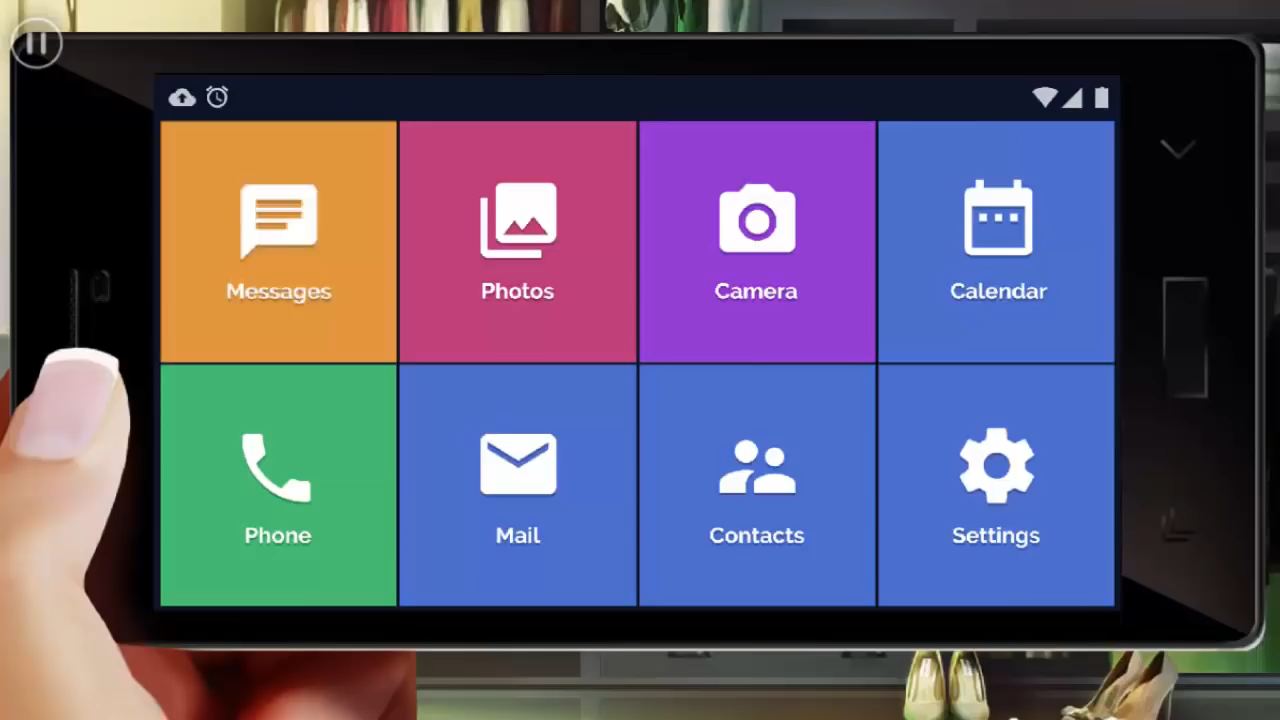 Messages
Photos
Camera
Calendar
Phone
Mail
Contacts
Settings